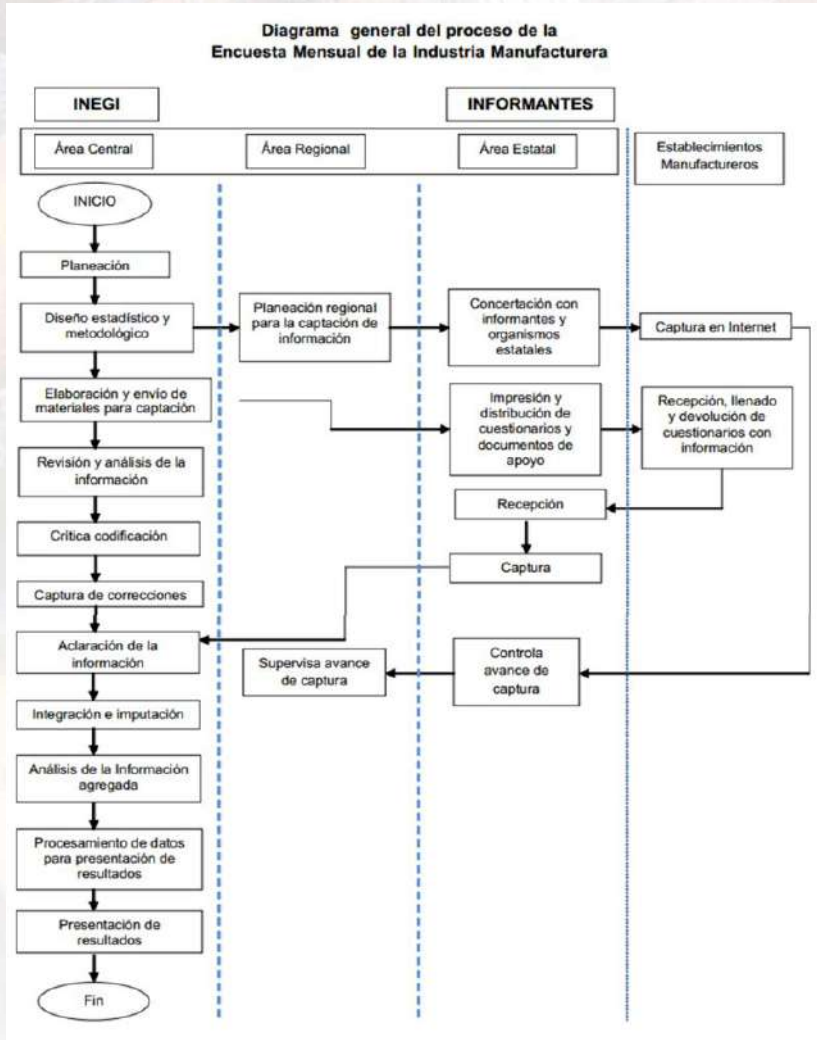 Diagrama general del proceso de la
Encuesta Mensual de la Industria Manufacturera
INEGI
INFORMANTES
Área Central
Área Regional
Área Estatal
Establecimientos
Manufactureros
INICIO
Planeación
Diseño estadístico y
metodológico
Planeación regional
para la captación de
información
Concertación con
informantes y
organismos
estatales
Captura en Internet
Elaboración y envío de
materiales para captación
Impresión y
distribución de
cuestionarios y
documentos de
apoyo
Recepción, llenado
y devolución de
cuestionarios con
información
Revisión y análisis de la
información
Recepción
Crítica codificación
Captura
Captura de correcciones
Aclaración de la
información
Supervisa avance
de captura
Controla
avance de
captura
Integración e imputación
Análisis de la Información
agregada
Procesamiento de datos
para presentación de
resultados
Presentación de
resultados
Fin